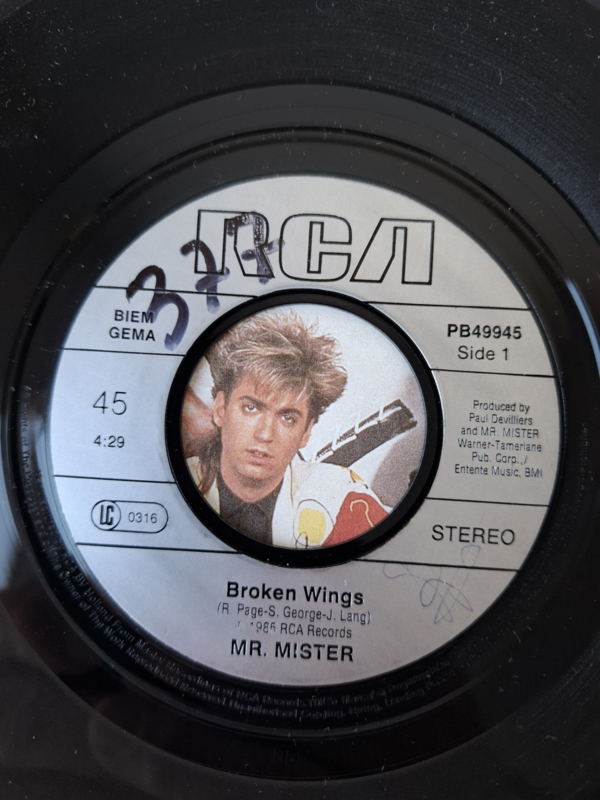 RCA
377
BIEM
GEMA
PB49945
Side 1
45
4:29
LC 0316
Produced by
Paul Devilliers
and MR. MISTER
Warner-Tamerlane
Pub. Corp./
Entente Music, BMI
STEREO
Broken Wings
(R. Page-S. George-J. Lang)
1985 RCA Records
MR. MISTER